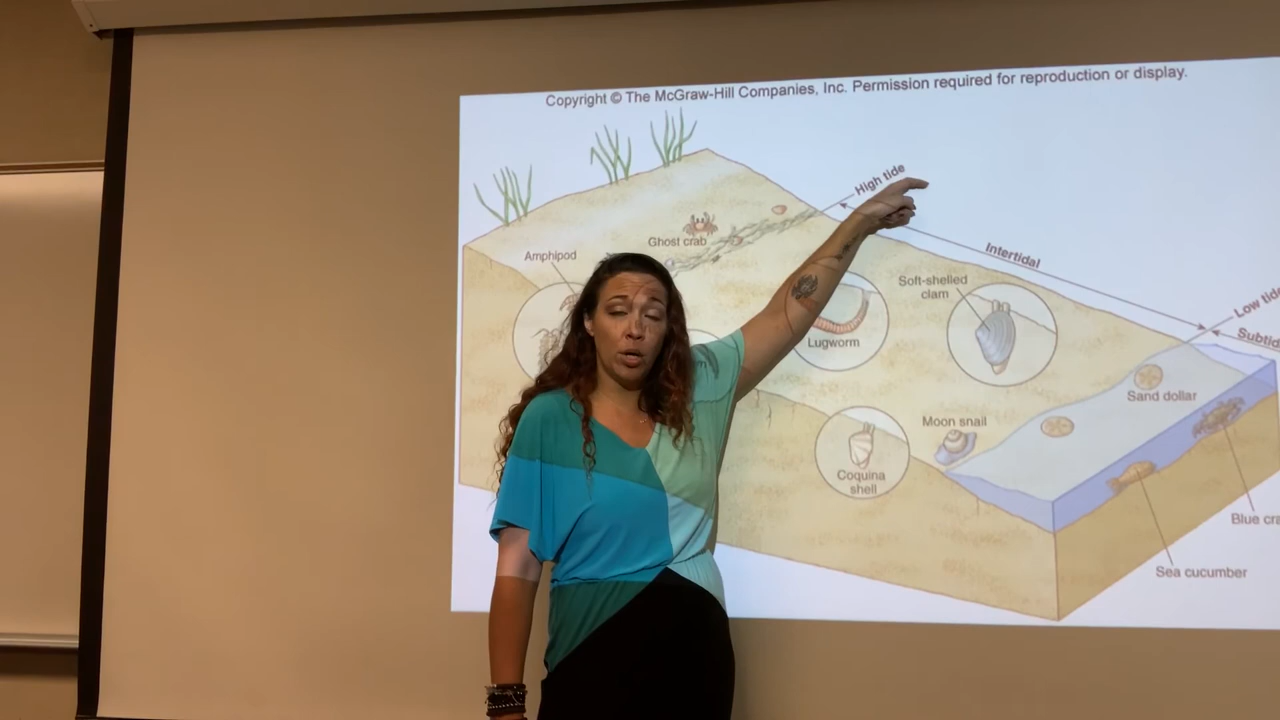 Copyright © The McGraw-Hill Companies, Inc. Permission required for reproduction or display.
High tide
Ghost crab
Amphipod
Intertidal
Soft-shelled
clam
Low tide
Subtid
Lugworm
Sand dollar
Moon snail
Coquina
shell
Blue cra
Sea cucumber